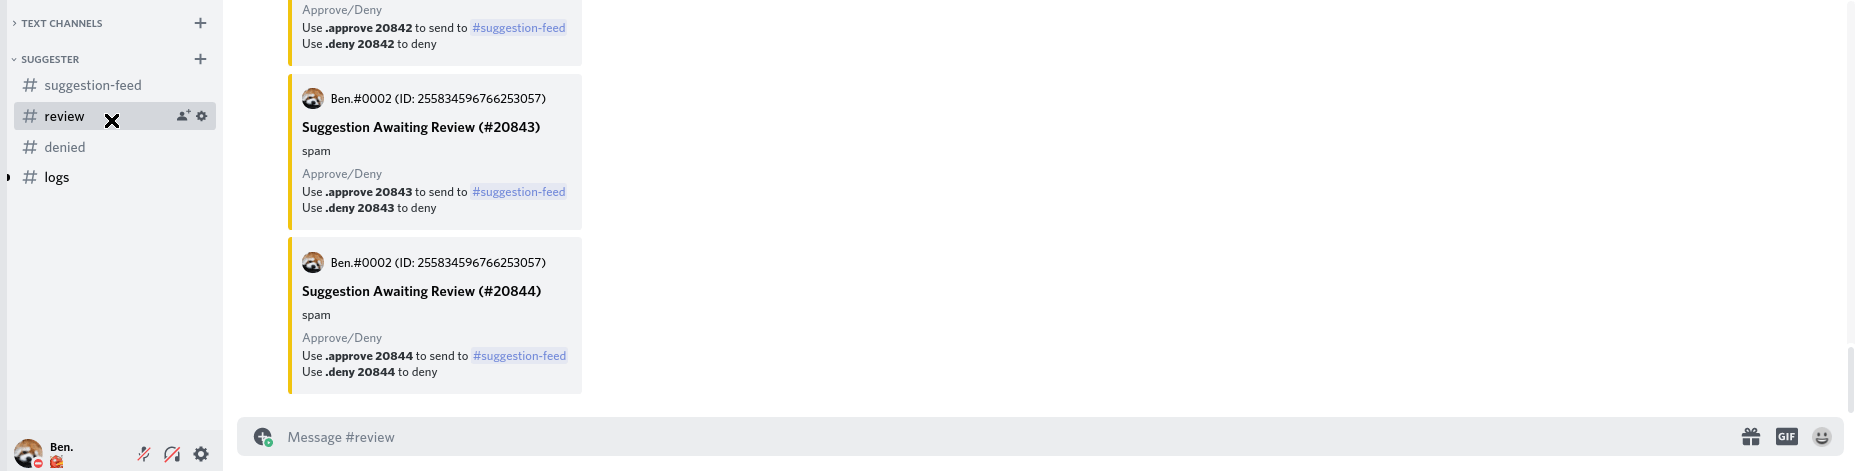 TEXT CHANNELS
SUGGESTER
# suggestion-feed
# review
# denied
# logs
Ben.
Approve/Deny
Use .approve 20842 to send to #suggestion-feed
Use .deny 20842 to deny
Ben.#0002 (ID: 255834596766253057)
Suggestion Awaiting Review (#20843)
spam
Approve/Deny
Use .approve 20843 to send to #suggestion-feed
Use .deny 20843 to deny
Ben.#0002 (ID: 255834596766253057)
Suggestion Awaiting Review (#20844)
spam
Approve/Deny
Use .approve 20844 to send to #suggestion-feed
Use .deny 20844 to deny
Message #review
GIF